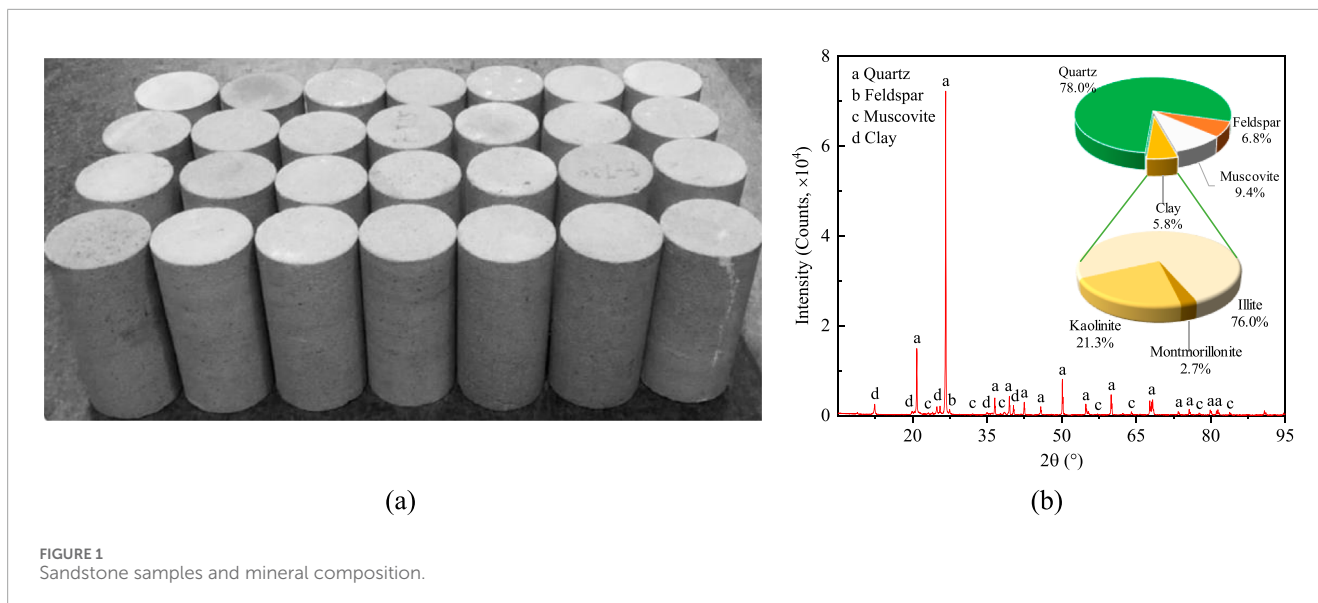 8
6
4
2
0
Intensity (Counts, ×10⁴)
a Quartz
b Feldspar
c Muscovite
d Clay
a
Quartz
78.0%
Feldspar
6.8%
Muscovite
9.4%
Clay
5.8%
Illite
76.0%
Kaolinite
21.3%
Montmorillonite
2.7%
d
a
d
c
d
b
c
a
d
c
a
d
a
a
a
a
c
a
c
a
a
a
c
a
a
c
20
35
50
65
80
95
2θ (°)
(a)
(b)
FIGURE 1
Sandstone samples and mineral composition.